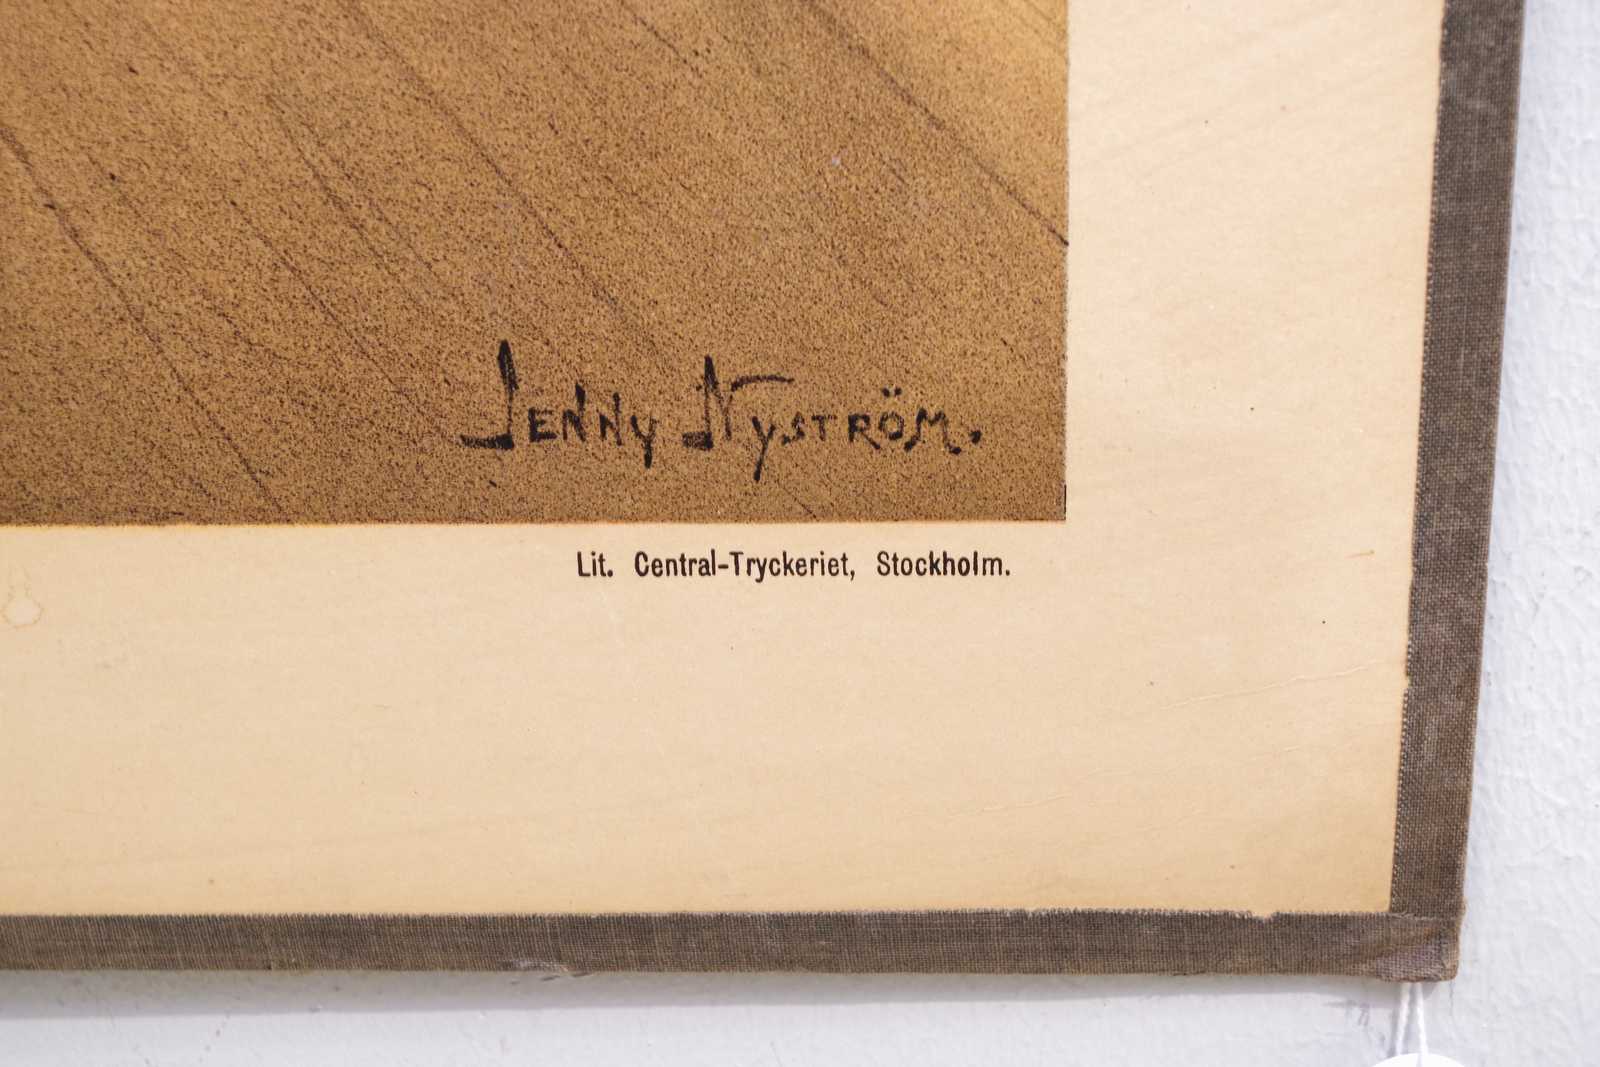 Jenny Nyström.
Lit. Central-Tryckeriet, Stockholm.